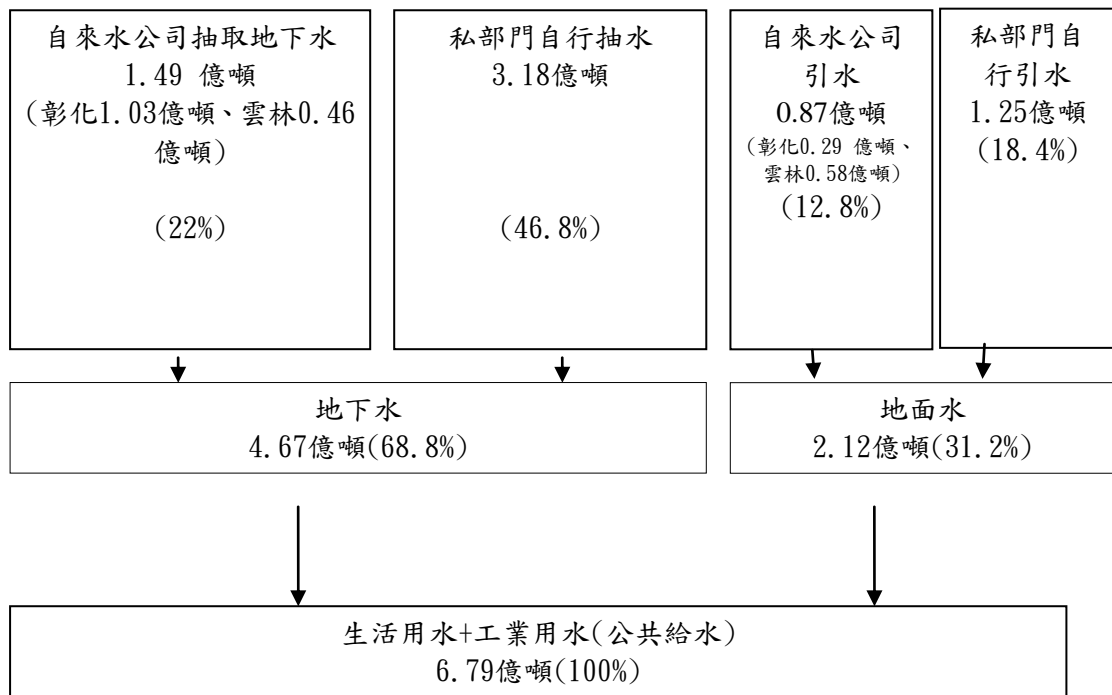 自來水公司抽取地下水
1.49 億噸
(彰化1.03億噸、雲林0.46
億噸)
(22%)
私部門自行抽水
3.18億噸
(46.8%)
自來水公司
引水
0.87億噸
(彰化0.29 億噸、
雲林0.58億噸)
(12.8%)
私部門自
行引水
1.25億噸
(18.4%)
地下水
4.67億噸(68.8%)
地面水
2.12億噸(31.2%)
生活用水+工業用水(公共給水)
6.79億噸(100%)